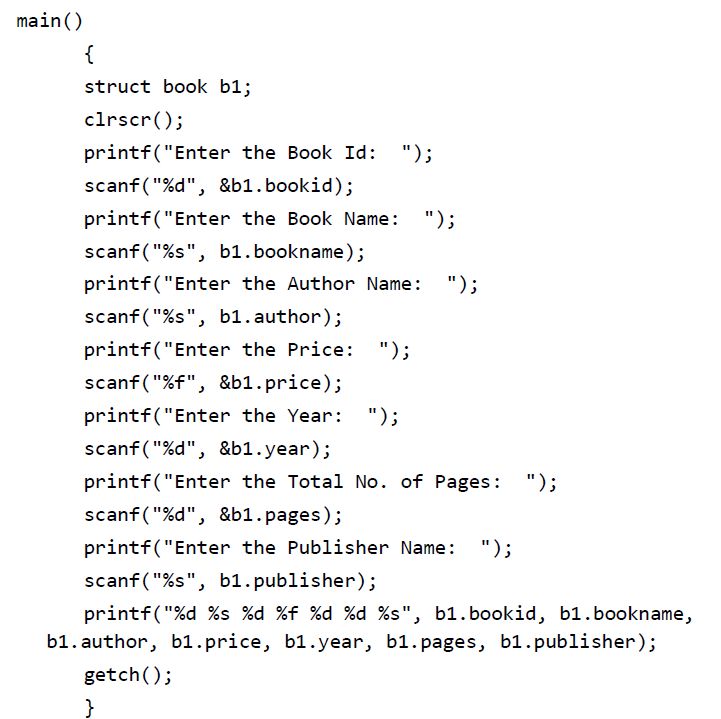 main()
{
struct book b1;
clrscr();
printf("Enter the Book Id:  ");
scanf("%d", &b1.bookid);
printf("Enter the Book Name:  ");
scanf("%s", b1.bookname);
printf("Enter the Author Name:  ");
scanf("%s", b1.author);
printf("Enter the Price:  ");
scanf("%f", &b1.price);
printf("Enter the Year:  ");
scanf("%d", &b1.year);
printf("Enter the Total No. of Pages:  ");
scanf("%d", &b1.pages);
printf("Enter the Publisher Name:  ");
scanf("%s", b1.publisher);
printf("%d %s %d %f %d %d %s", b1.bookid, b1.bookname,
b1.author, b1.price, b1.year, b1.pages, b1.publisher);
getch();
}